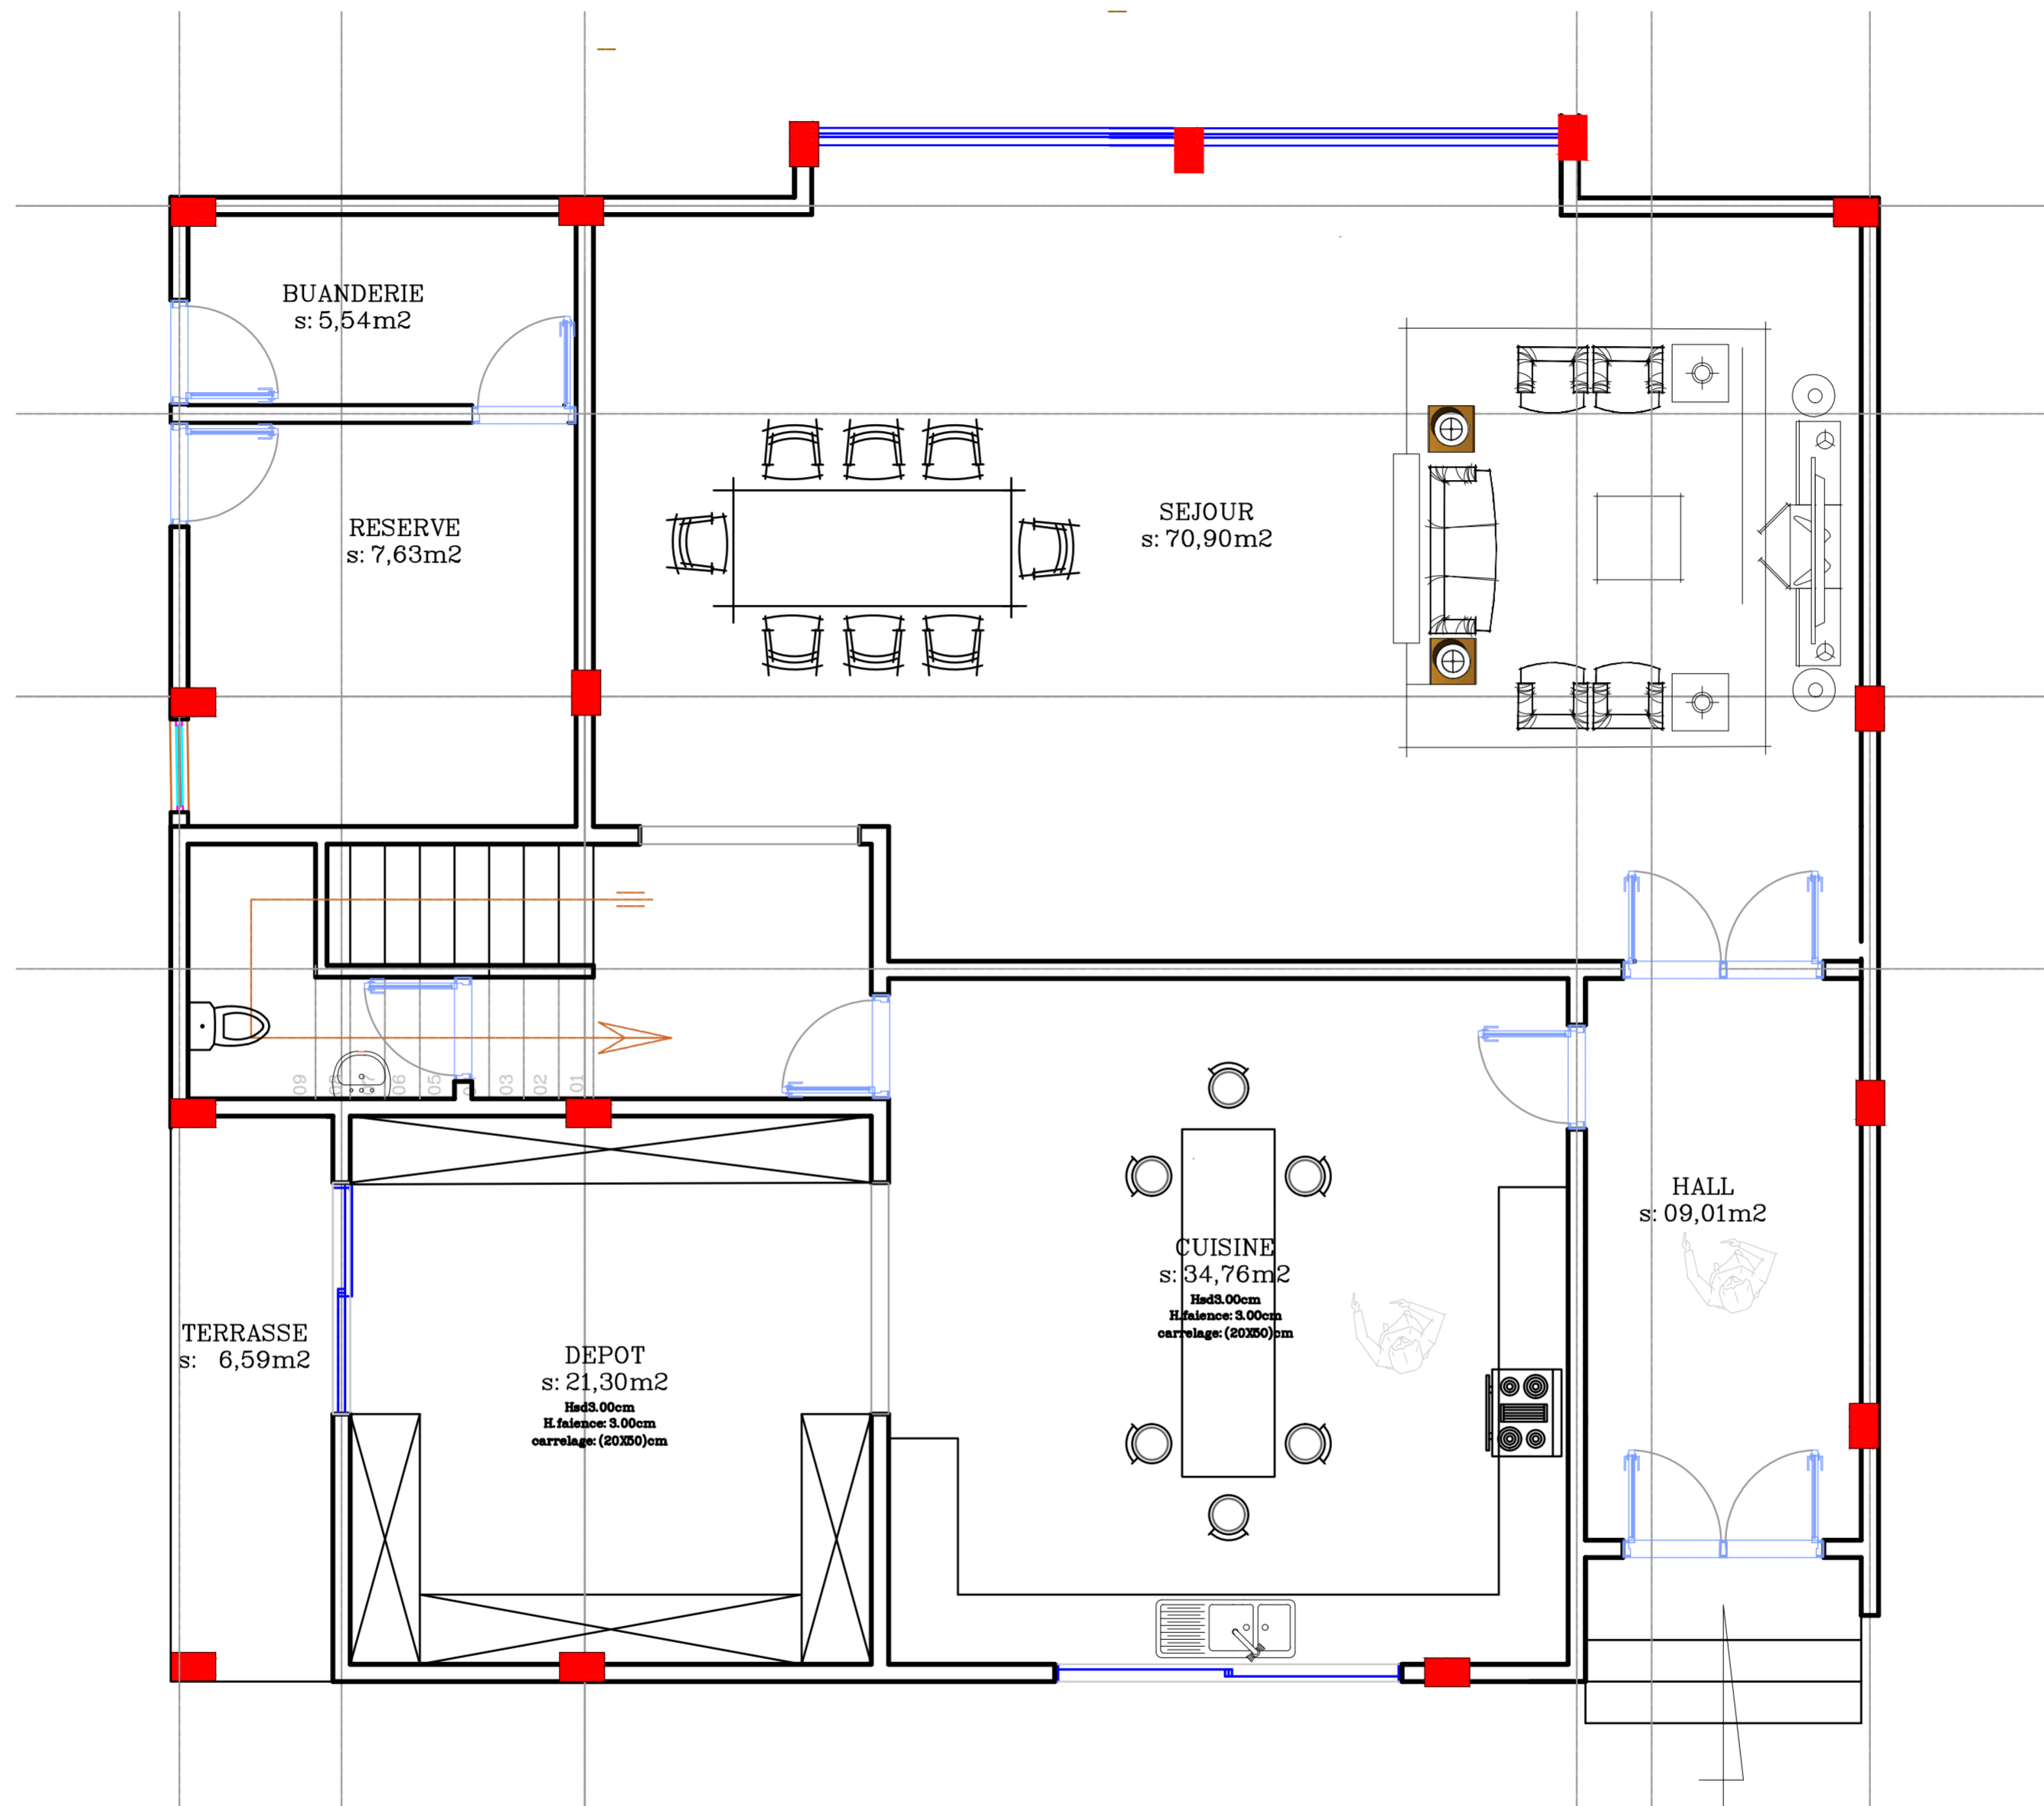 BUANDERIE
s: 5,54m2
RESERVE
s: 7,63m2
SEJOUR
s: 70,90m2
09
06
05
03
02
01
HALL
s: 09,01m2
CUISINE
s: 34,76m2
Hsd3.00cm
H.faience: 3.00cm
carrelage: (20X50)cm
TERRASSE
s: 6,59m2
DEPOT
s: 21,30m2
Hsd3.00cm
H.faience: 3.00cm
carrelage: (20X50)cm